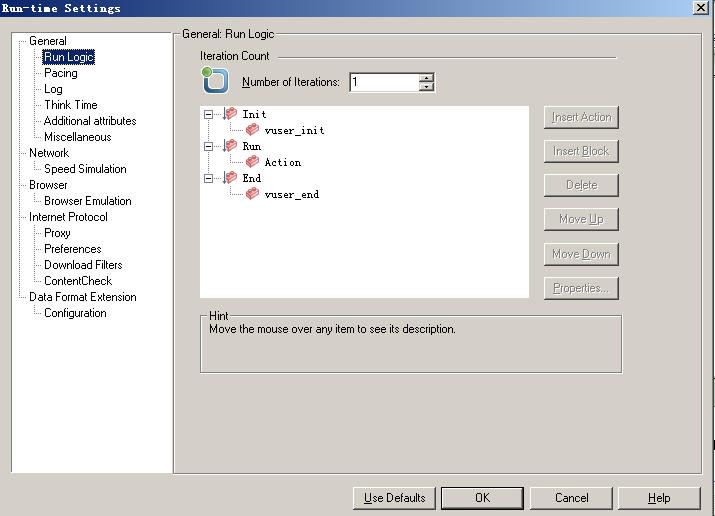 Run-time Settings
General
Run Logic
Pacing
Log
Think Time
Additional attributes
Miscellaneous
Network
Speed Simulation
Browser
Browser Emulation
Internet Protocol
Proxy
Preferences
Download Filters
ContentCheck
Data Format Extension
Configuration
General: Run Logic
Iteration Count
Number of Iterations: 1
Init
vuser_init
Run
Action
End
vuser_end
Insert Action
Insert Block
Delete
Move Up
Move Down
Properties...
Hint
Move the mouse over any item to see its description.
Use Defaults
OK
Cancel
Help